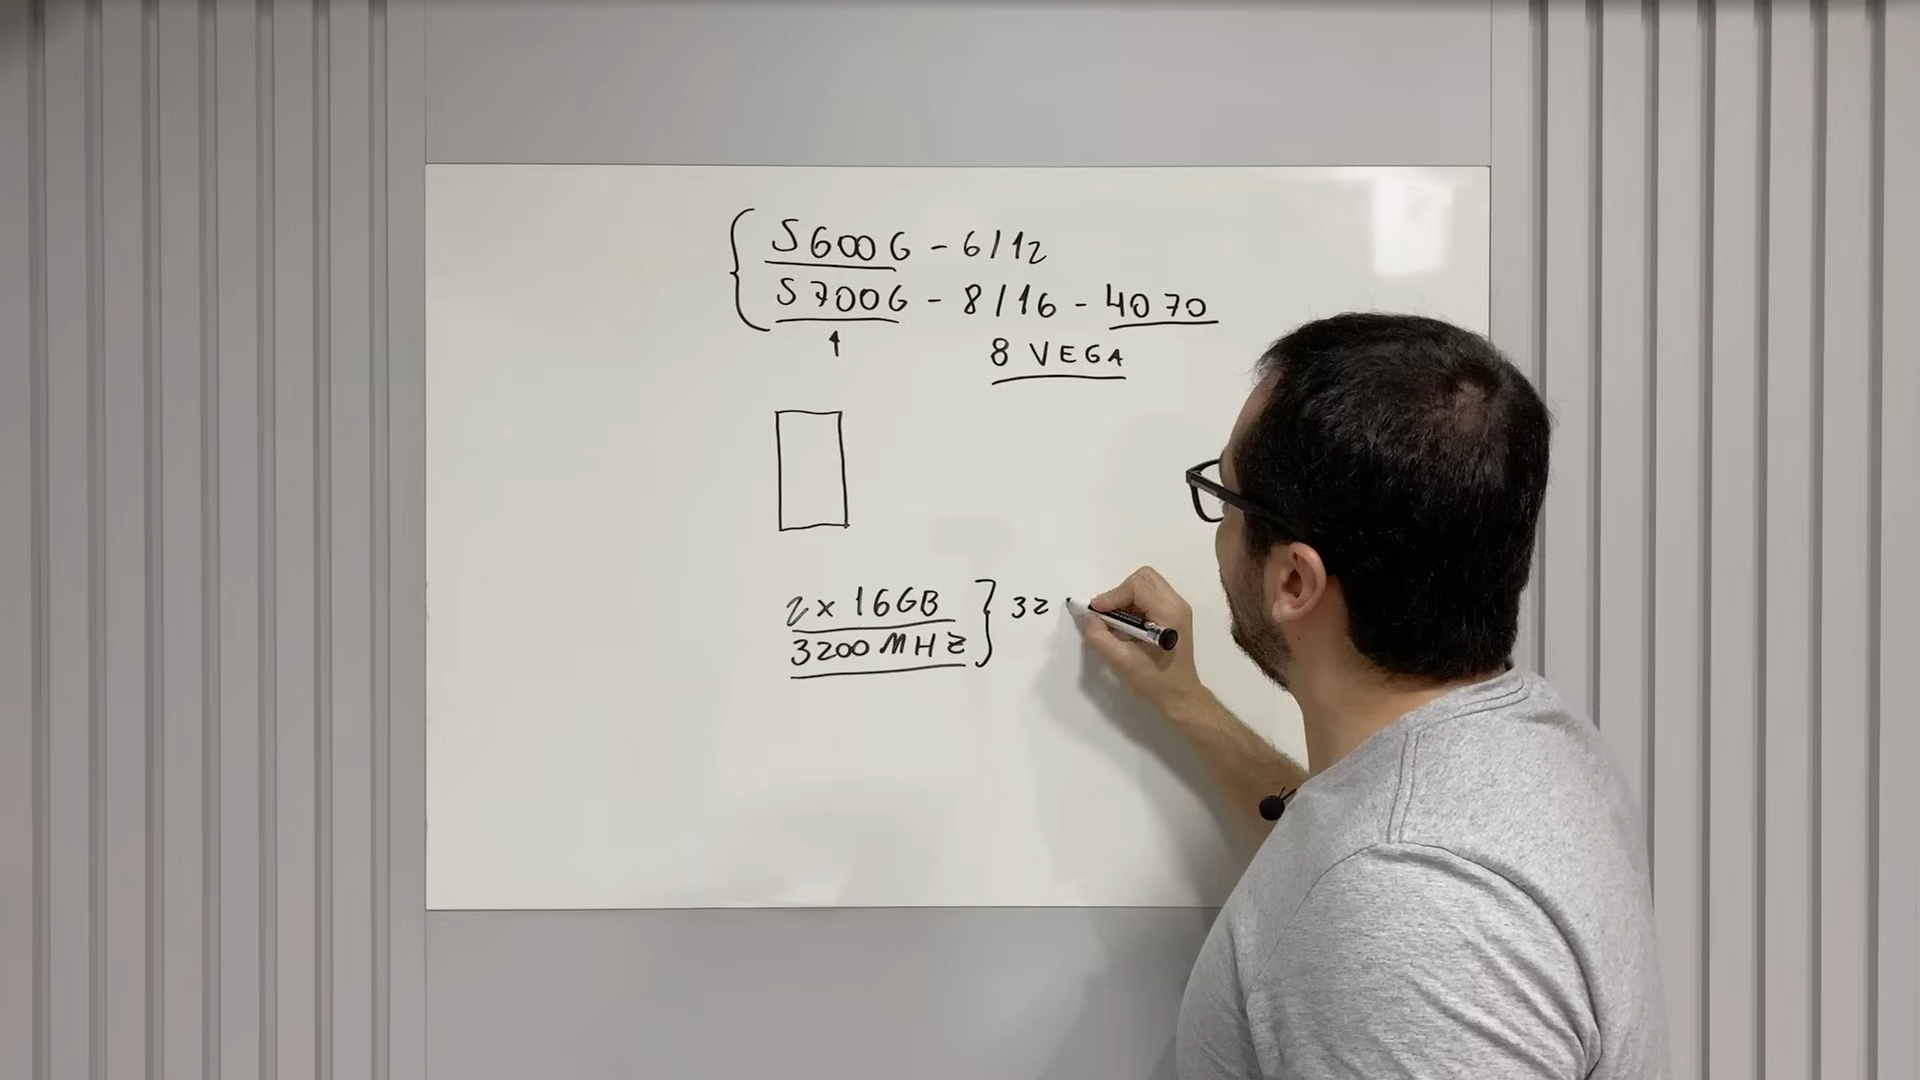 5600G - 6/12
5700G - 8/16 - 4070
8 VEGA
2x 16GB } 32
3200 MHZ